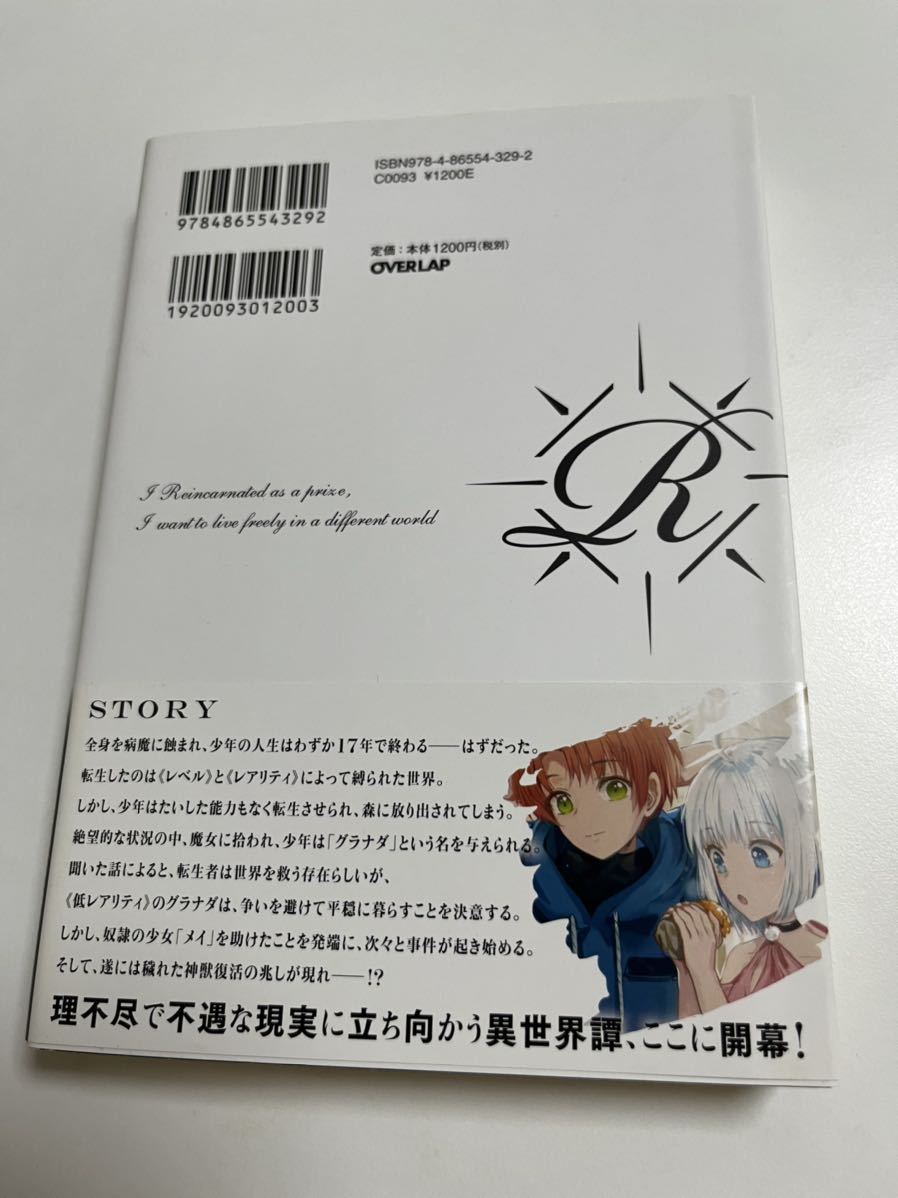 ISBN978-4-86554-329-2
C0093 ¥1200E
9784865543292
定価：本体1200円(税別)
OVERLAP
1920093012003
R
I Reincarnated as a prize,
I want to live freely in a different world
STORY
全身を病魔に蝕まれ、少年の人生はわずか17年で終わる――はずだった。
転生したのは《レベル》と《レアリティ》によって縛られた世界。
しかし、少年はたいした能力もなく転生させられ、森に放り出されてしまう。
絶望的な状況の中、魔女に拾われ、少年は「グラナダ」という名を与えられる。
聞いた話によると、転生者は世界を救う存在らしいが、
《低レアリティ》のグラナダは、争いを避けて平穏に暮らすことを決意する。
しかし、奴隷の少女「メイ」を助けたことを発端に、次々と事件が起き始める。
そして、遂には穢れた神獣復活の兆しが現れ――!?
理不尽で不遇な現実に立ち向かう異世界譚、ここに開幕！